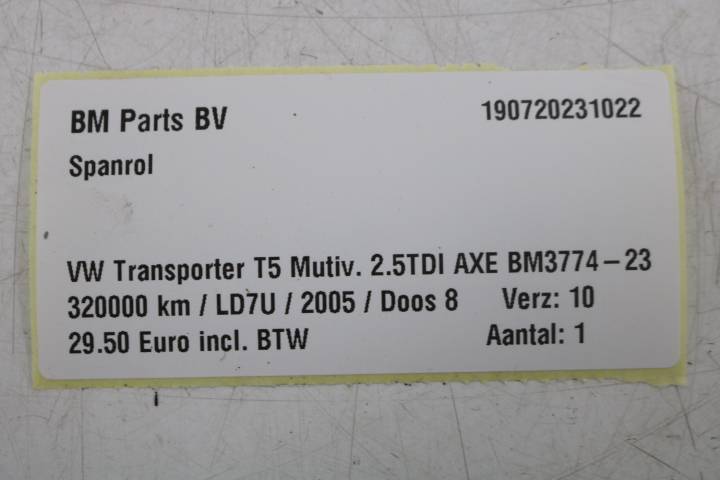 BM Parts BV 190720231022
Spanrol
VW Transporter T5 Mutiv. 2.5TDI AXE BM3774-23
320000 km / LD7U / 2005 / Doos 8 Verz: 10
29.50 Euro incl. BTW Aantal: 1